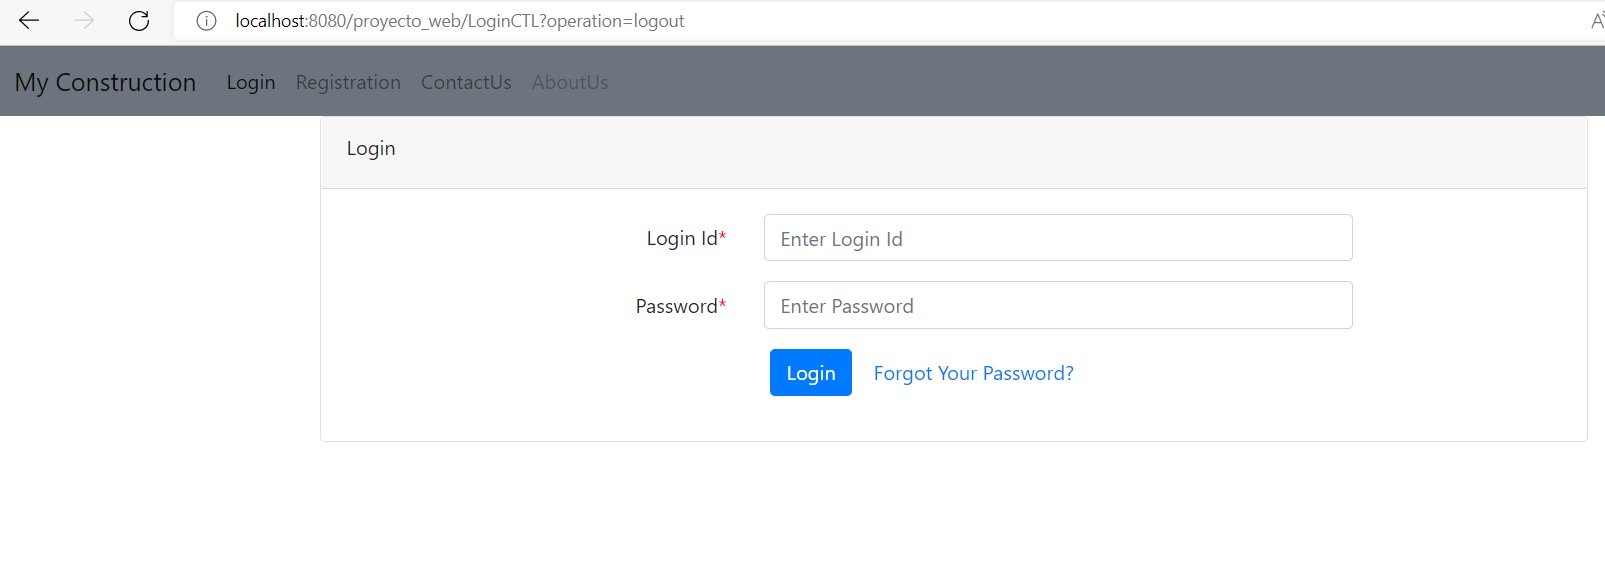 localhost:8080/proyecto_web/LoginCTL?operation=logout
My Construction Login Registration ContactUs AboutUs
Login
Login Id* Enter Login Id
Password* Enter Password
Login Forgot Your Password?